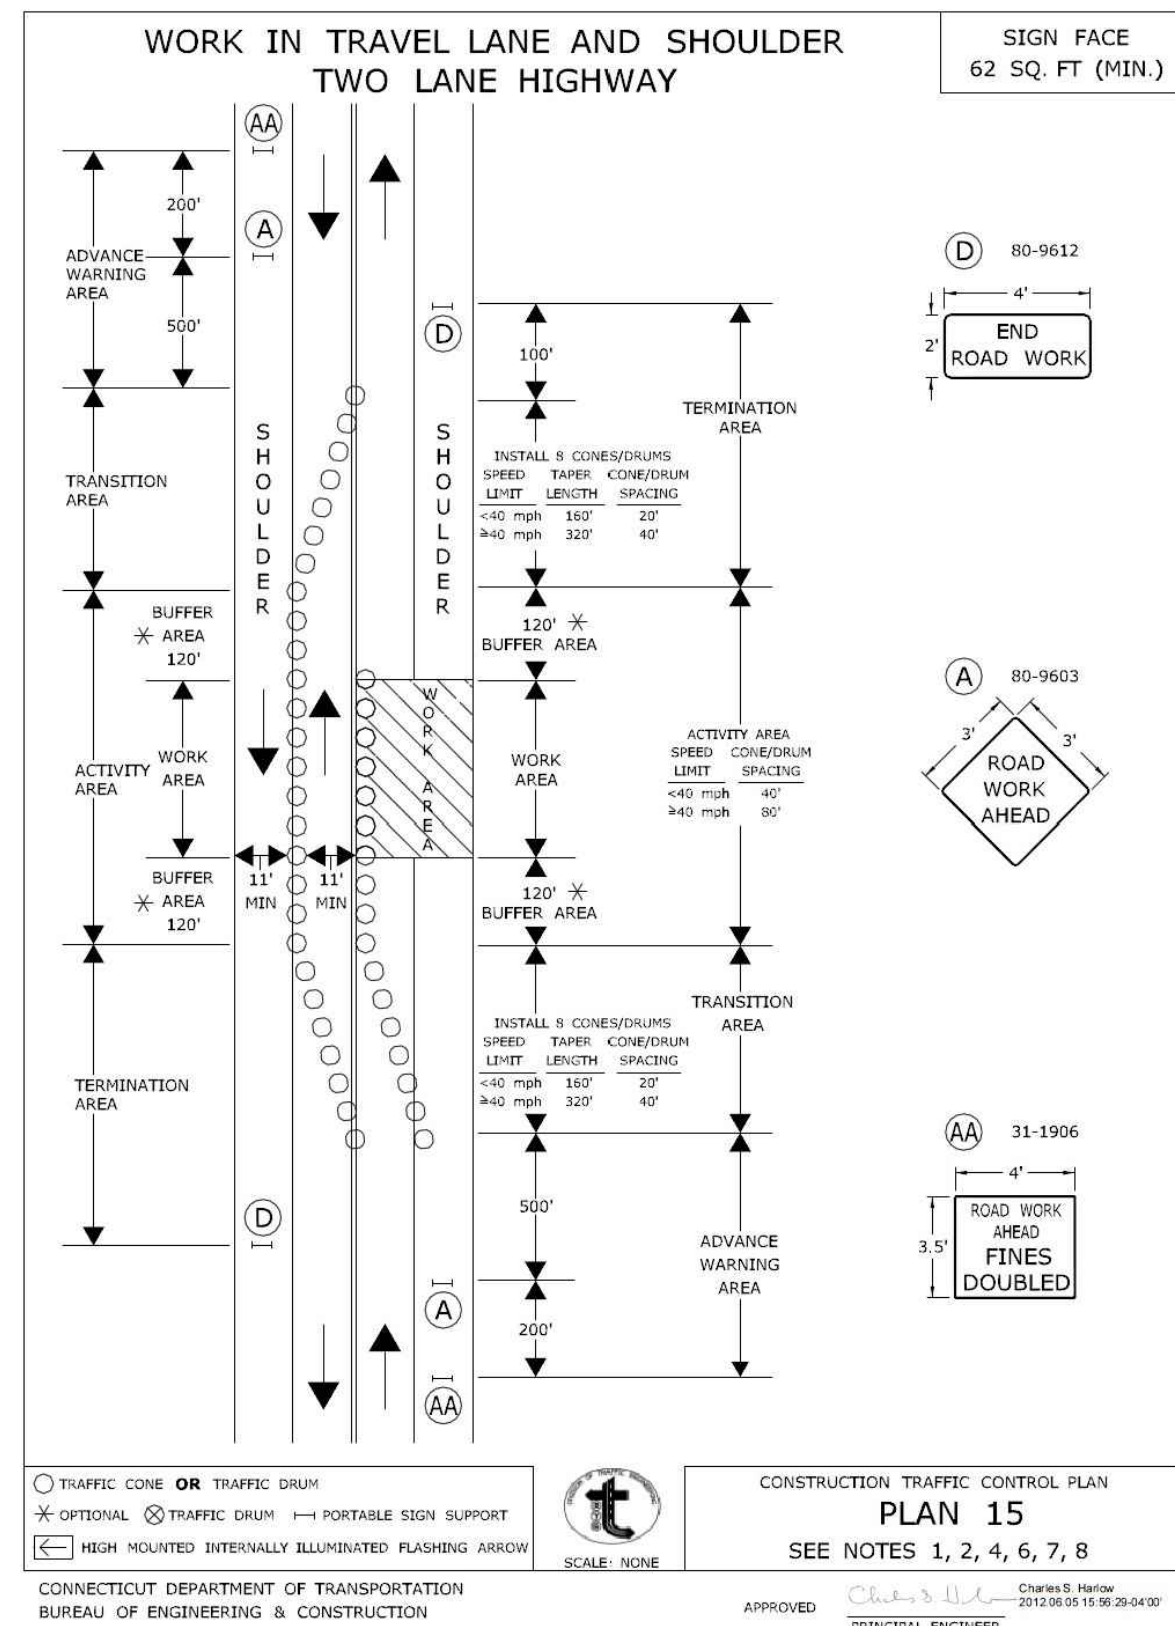 WORK IN TRAVEL LANE AND SHOULDER
TWO LANE HIGHWAY
SIGN FACE
62 SQ. FT (MIN.)
AA
200'
A
ADVANCE
WARNING
AREA
500'
D
100'
TERMINATION
AREA
D 80-9612
4'
2'
END
ROAD WORK
TRANSITION
AREA
SHOULDER
SHOULDER
INSTALL 8 CONES/DRUMS
SPEED TAPER CONE/DRUM
LIMIT LENGTH SPACING
<40 mph 160' 20'
≥40 mph 320' 40'
BUFFER
* AREA
120'
120' *
BUFFER AREA
WORK AREA
A 80-9603
3' 3'
ROAD
WORK
AHEAD
ACTIVITY
AREA
WORK
AREA
WORK
AREA
ACTIVITY AREA
SPEED CONE/DRUM
LIMIT SPACING
<40 mph 40'
≥40 mph 80'
11'
MIN
11'
MIN
BUFFER
* AREA
120'
120' *
BUFFER AREA
TRANSITION
AREA
INSTALL 8 CONES/DRUMS
SPEED TAPER CONE/DRUM
LIMIT LENGTH SPACING
<40 mph 160' 20'
≥40 mph 320' 40'
TERMINATION
AREA
D
500'
ADVANCE
WARNING
AREA
A
200'
AA
AA 31-1906
4'
3.5'
ROAD WORK
AHEAD
FINES
DOUBLED
TRAFFIC CONE OR TRAFFIC DRUM
* OPTIONAL TRAFFIC DRUM PORTABLE SIGN SUPPORT
HIGH MOUNTED INTERNALLY ILLUMINATED FLASHING ARROW
SCALE: NONE
CONSTRUCTION TRAFFIC CONTROL PLAN
PLAN 15
SEE NOTES 1, 2, 4, 6, 7, 8
CONNECTICUT DEPARTMENT OF TRANSPORTATION
BUREAU OF ENGINEERING & CONSTRUCTION
APPROVED
Charles S. Harlow
2012.06.05 15:56:29-04'00'
PRINCIPAL ENGINEER